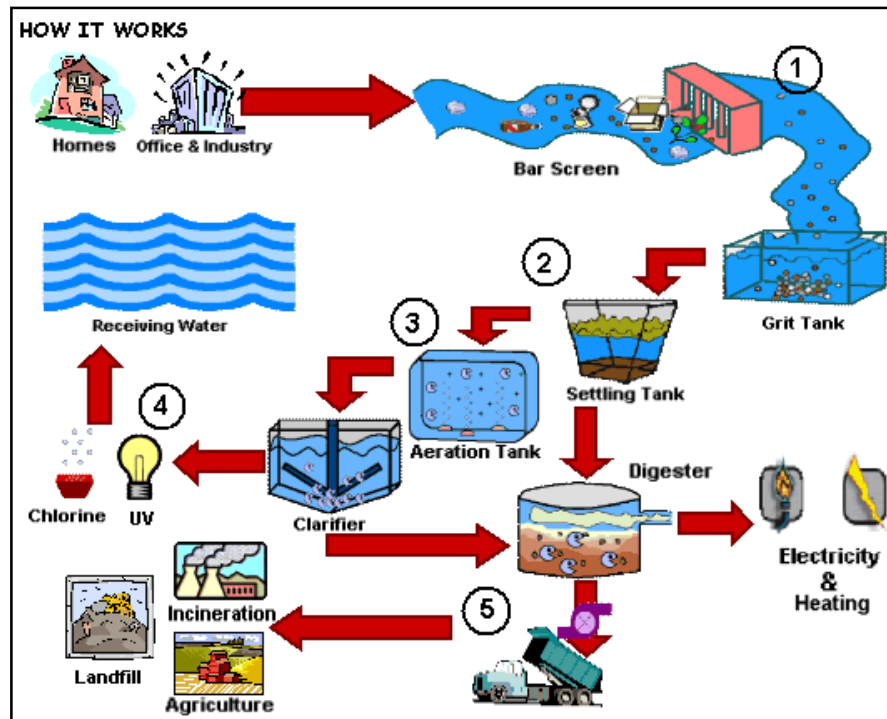 HOW IT WORKS
1
Homes
Office & Industry
Bar Screen
2
Grit Tank
Receiving Water
3
Settling Tank
4
Aeration Tank
Digester
Chlorine
UV
Clarifier
Electricity
&
Heating
5
Incineration
Landfill
Agriculture